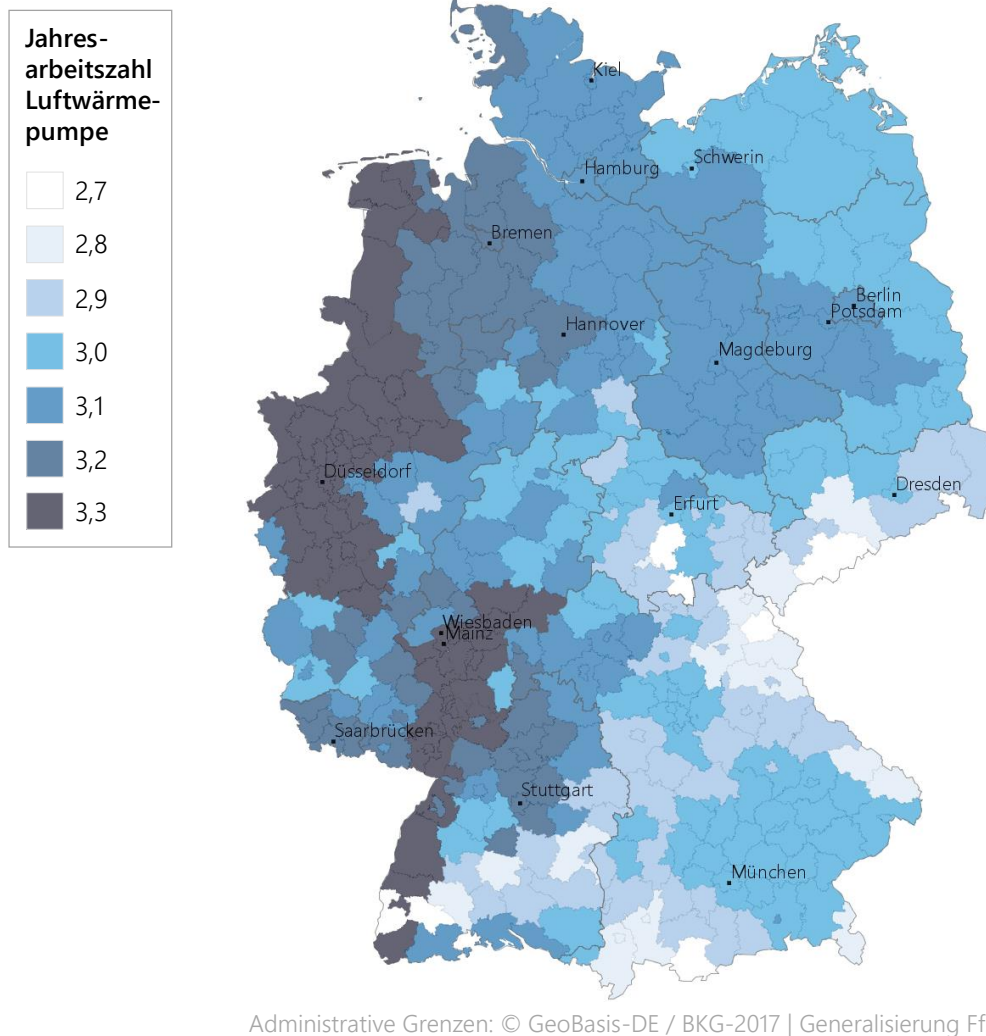 Jahres-
arbeitszahl
Luftwärme-
pumpe
2,7
2,8
2,9
3,0
3,1
3,2
3,3
Kiel
Schwerin
Hamburg
Bremen
Berlin
Potsdam
Hannover
Magdeburg
Düsseldorf
Dresden
Erfurt
Wiesbaden
Mainz
Saarbrücken
Stuttgart
München
Administrative Grenzen: © GeoBasis-DE / BKG-2017 | Generalisierung Ff